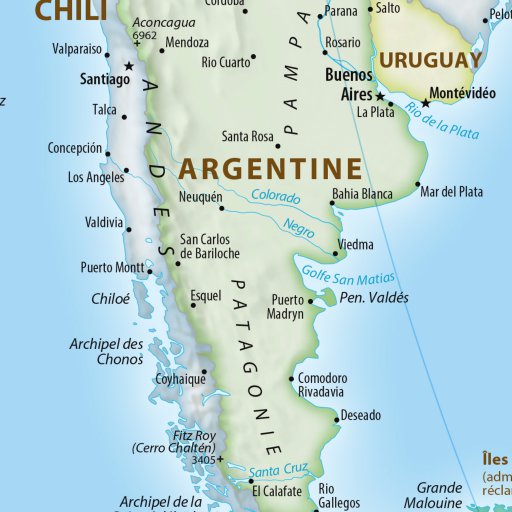 CHILI
Cordoba
Parana
Salto
Aconcagua
6962
Mendoza
Rosario
Valparaiso
Rio Cuarto
URUGUAY
Santiago
Buenos
Aires
Montévidéo
La Plata
Rio de la Plata
Talca
PAMPA
ANDES
Santa Rosa
Concepción
ARGENTINE
Los Angeles
Neuquén
Colorado
Bahia Blanca
Mar del Plata
Valdivia
Negro
San Carlos
de Bariloche
Viedma
Puerto Montt
Golfe San Matias
Chiloé
Esquel
Puerto
Madryn
Pen. Valdés
PATAGONIE
Archipel des
Chonos
Coyhaique
Comodoro
Rivadavia
Deseado
Fitz Roy
(Cerro Chaltén)
3405
Santa Cruz
El Calafate
Îles
(adm
récla
Grande
Malouine
Archipel de la
Rio
Gallegos